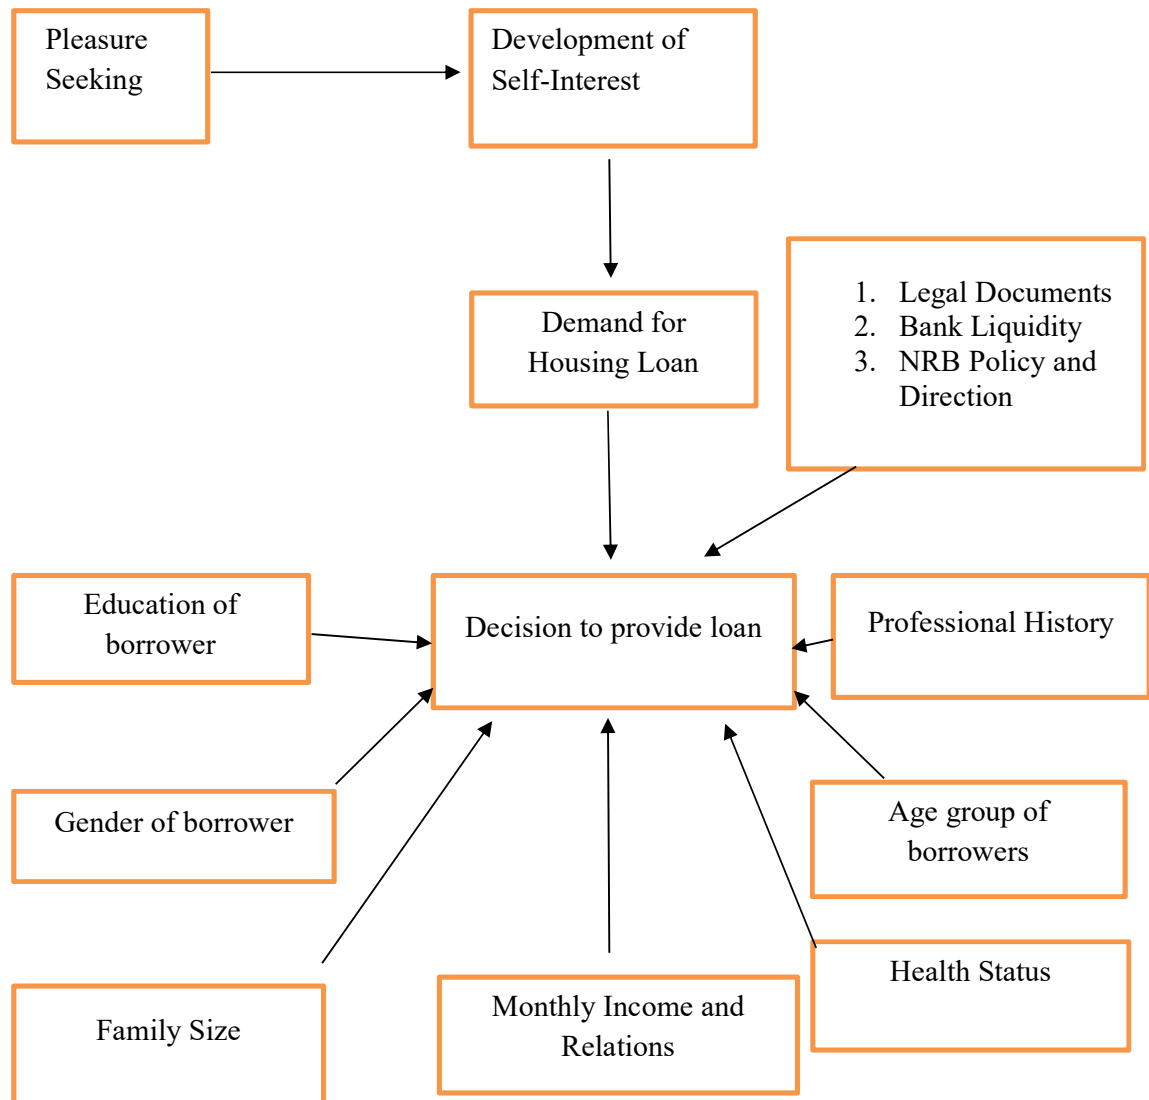 Pleasure
Seeking
Development of
Self-Interest
Demand for
Housing Loan
1. Legal Documents
2. Bank Liquidity
3. NRB Policy and
Direction
Education of
borrower
Decision to provide loan
Professional History
Gender of borrower
Age group of
borrowers
Family Size
Monthly Income and
Relations
Health Status